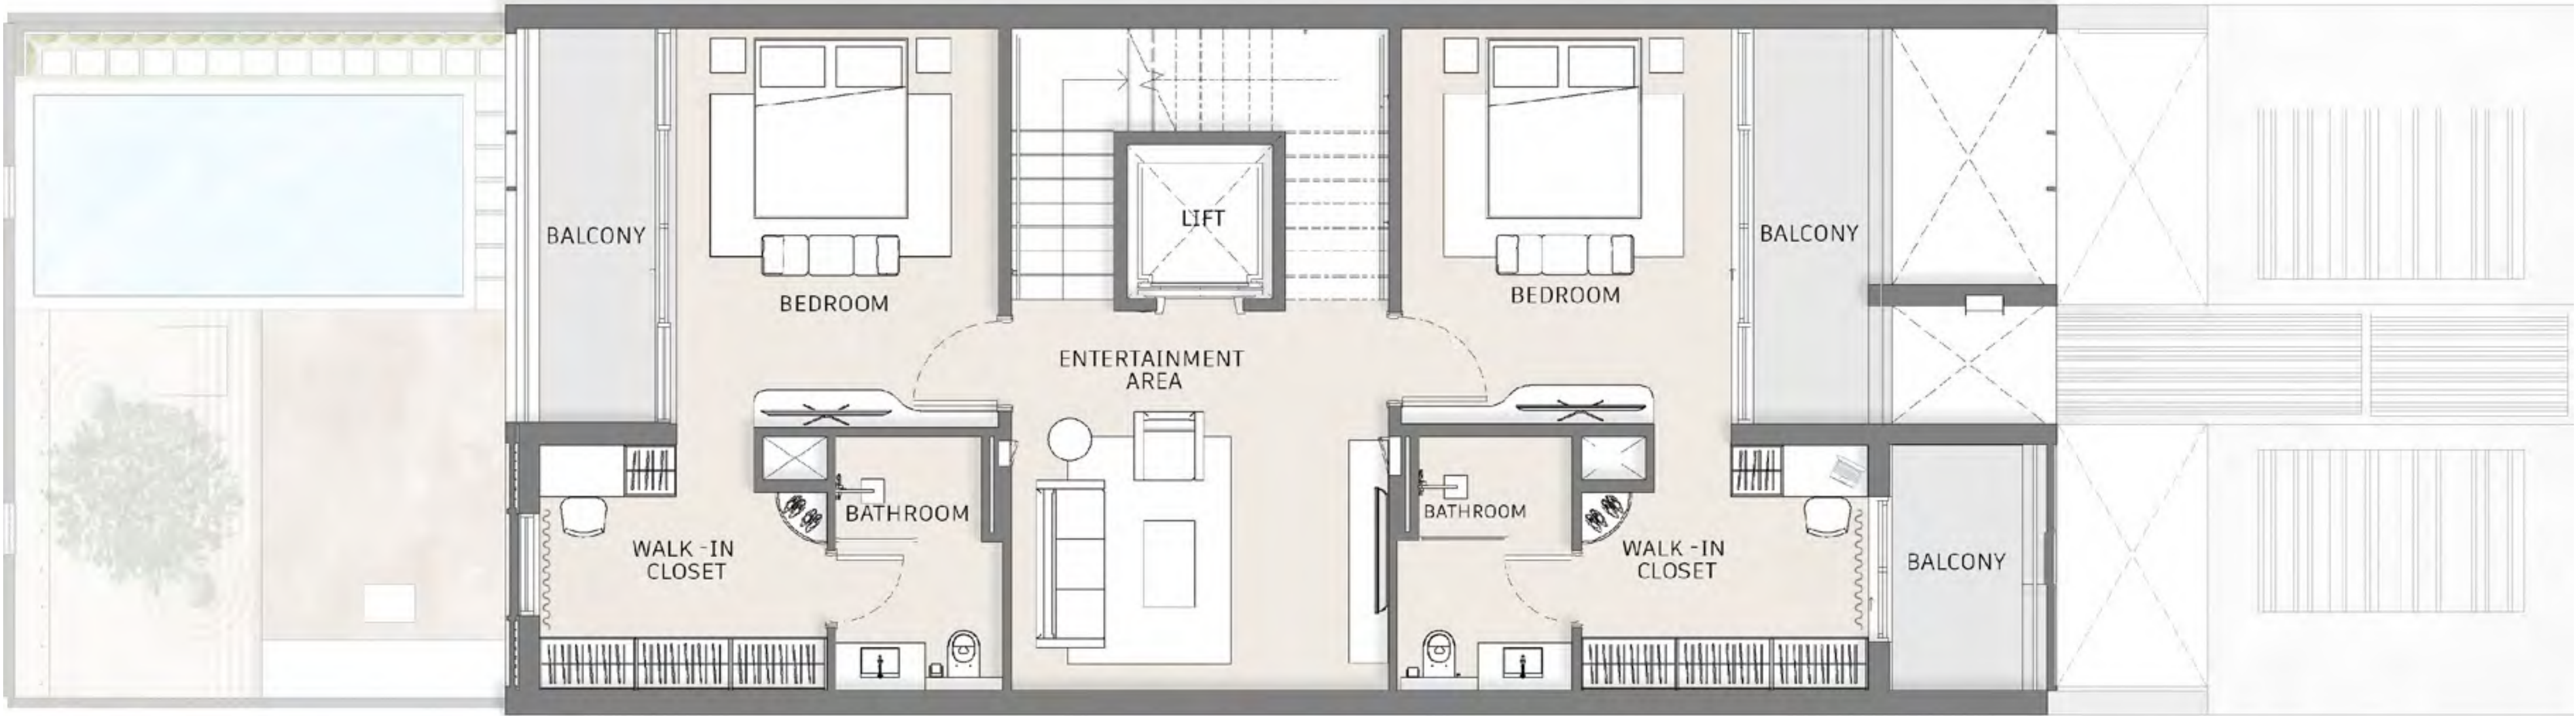 BALCONY
BEDROOM
LIFT
ENTERTAINMENT
AREA
BEDROOM
BALCONY
WALK -IN
CLOSET
BATHROOM
BATHROOM
WALK -IN
CLOSET
BALCONY